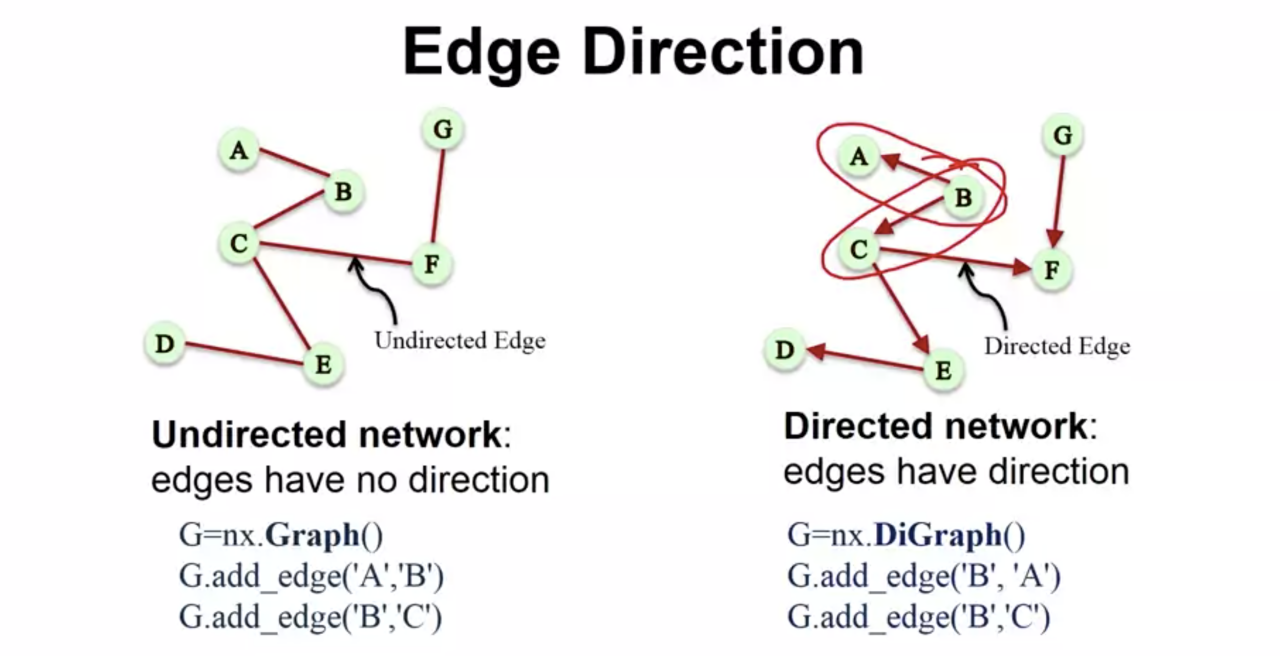 Edge Direction
A
B
C
D
E
F
G
Undirected Edge
Undirected network:
edges have no direction
G=nx.Graph()
G.add_edge('A','B')
G.add_edge('B','C')
A
B
C
D
E
F
G
Directed Edge
Directed network:
edges have direction
G=nx.DiGraph()
G.add_edge('B', 'A')
G.add_edge('B','C')